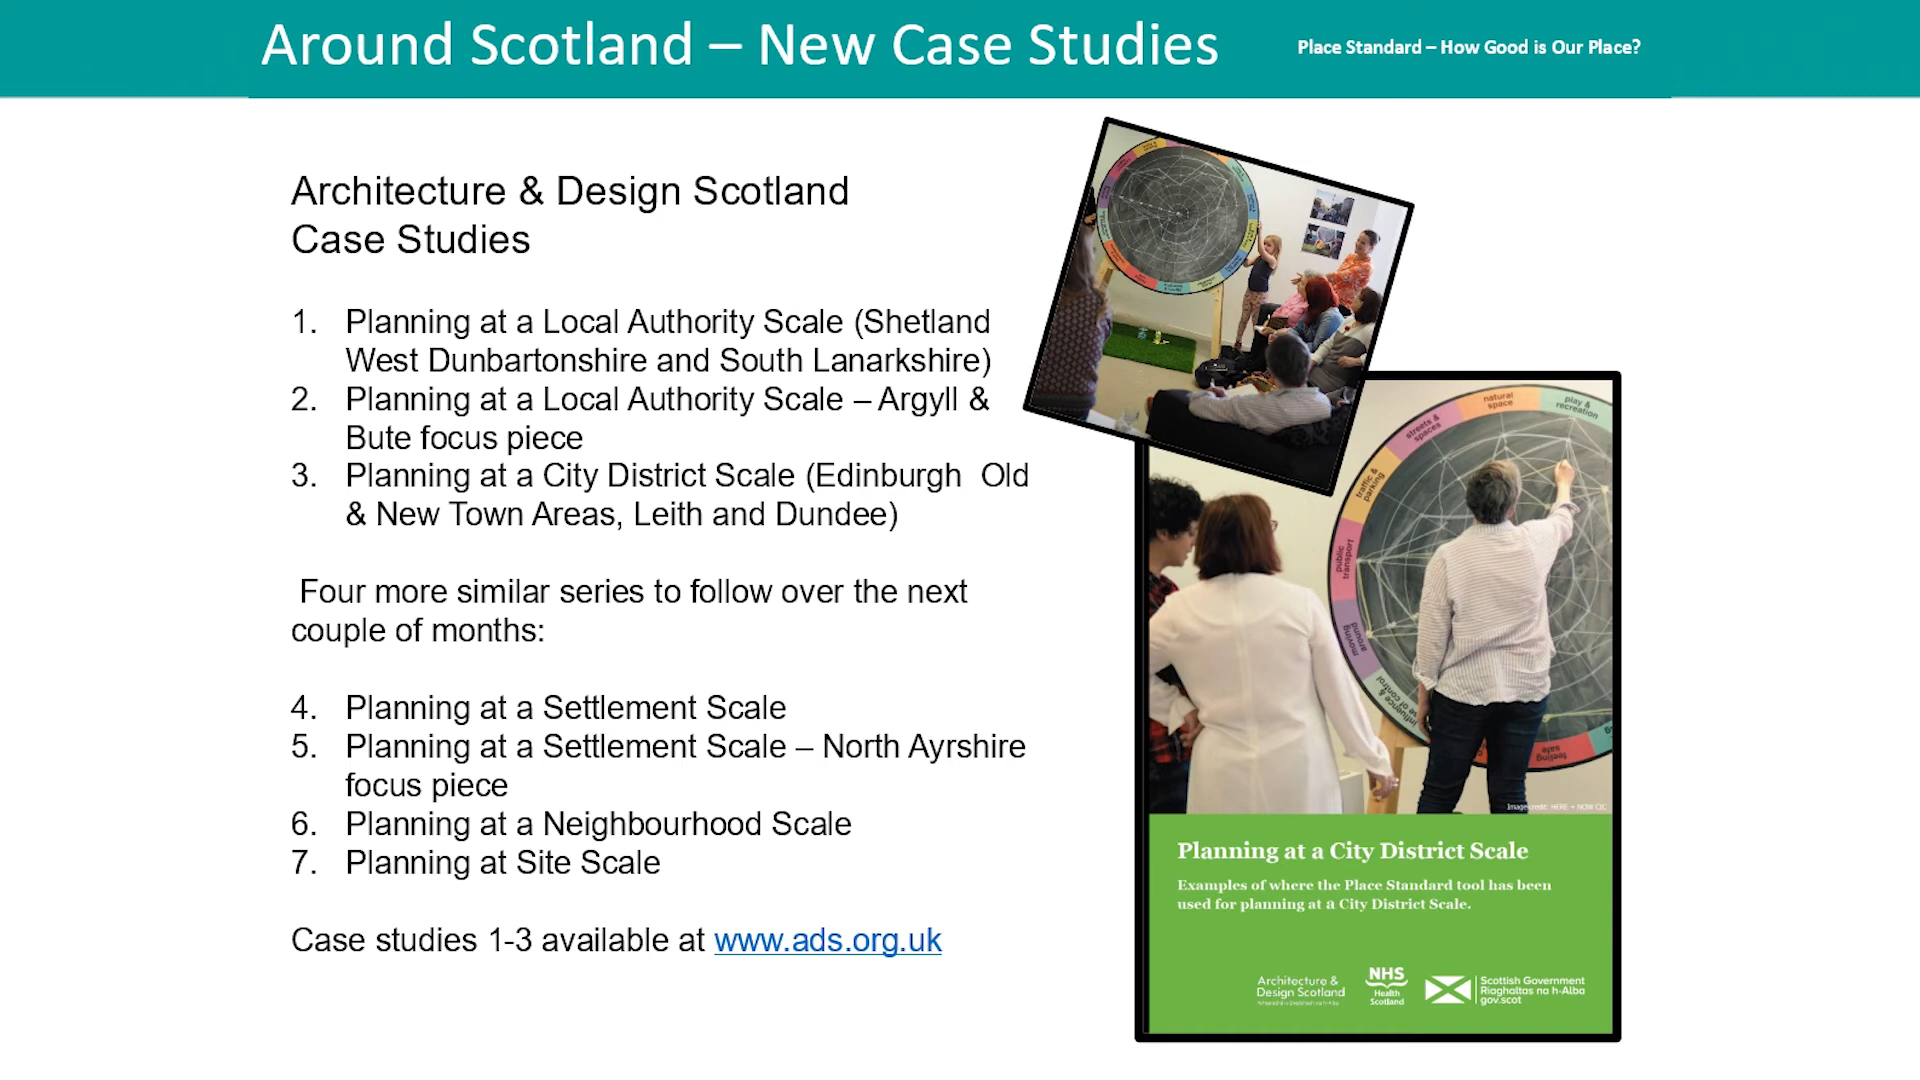 Around Scotland – New Case Studies
Place Standard – How Good is Our Place?
Architecture & Design Scotland
Case Studies
1. Planning at a Local Authority Scale (Shetland
West Dunbartonshire and South Lanarkshire)
2. Planning at a Local Authority Scale – Argyll &
Bute focus piece
3. Planning at a City District Scale (Edinburgh  Old
& New Town Areas, Leith and Dundee)
Four more similar series to follow over the next
couple of months:
4. Planning at a Settlement Scale
5. Planning at a Settlement Scale – North Ayrshire
focus piece
6. Planning at a Neighbourhood Scale
7. Planning at Site Scale
Case studies 1-3 available at www.ads.org.uk
natural
space
play &
recreation
streets &
spaces
traffic &
parking
public
transport
moving
around
influence &
of control
feeling
safe
Image credit: HERE + NOW CIC
Planning at a City District Scale
Examples of where the Place Standard tool has been
used for planning at a City District Scale.
Architecture &
Design Scotland
NHS
Health
Scotland
Scottish Government
Riaghaltas na h-Alba
gov.scot